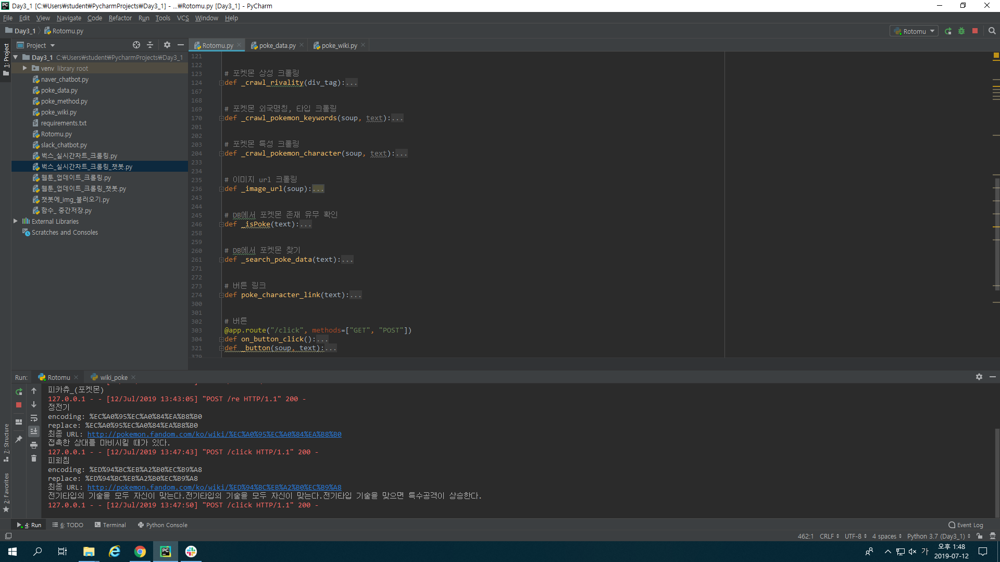 Day3_1 [C:₩Users₩student₩PycharmProjects₩Day3_1] - ...₩Rotomu.py [Day3_1] - PyCharm
File Edit View Navigate Code Refactor Run Tools VCS Window Help
Day3_1 Rotomu.py
Rotomu
Project
Rotomu.py poke_data.py poke_wiki.py
1: Project
Day3_1 C:₩Users₩student₩PycharmProjects₩Day3_1
venv library root
naver_chatbot.py
poke_data.py
poke_method.py
poke_wiki.py
requirements.txt
Rotomu.py
slack_chatbot.py
벅스_실시간차트_크롤링.py
벅스_실시간차트_크롤링_챗봇.py
웹툰_업데이트_크롤링.py
웹툰_업데이트_크롤링_챗봇.py
챗봇에_img_불러오기.py
함수_ 중간저장.py
External Libraries
Scratches and Consoles
121
122
123 # 포켓몬 상성 크롤링
124 def _crawl_rivality(div_tag):...
167
168
169 # 포켓몬 외국명칭, 타입 크롤링
170 def _crawl_pokemon_keywords(soup, text):...
201
202
203 # 포켓몬 특성 크롤링
204 def _crawl_pokemon_character(soup, text):...
233
234
235 # 이미지 url 크롤링
236 def _image_url(soup):...
243
244
245 # DB에서 포켓몬 존재 유무 확인
246 def _isPoke(text):...
258
259
260 # DB에서 포켓몬 찾기
261 def _search_poke_data(text):...
271
272
273 # 버튼 링크
274 def poke_character_link(text):...
300
301
302 # 버튼
303 @app.route("/click", methods=["GET", "POST"])
304 def on_button_click():...
321 def _button(soup, text):...
379
Run: Rotomu wiki_poke
피카츄_(포켓몬)
127.0.0.1 - - [12/Jul/2019 13:43:05] "POST /re HTTP/1.1" 200 -
정전기
encoding: %EC%A0%95%EC%A0%84%EA%B8%B0
replace: %EC%A0%95%EC%A0%84%EA%B8%B0
최종 URL: http://pokemon.fandom.com/ko/wiki/%EC%A0%95%EC%A0%84%EA%B8%B0
접촉한 상대를 마비시킬 때가 있다.
127.0.0.1 - - [12/Jul/2019 13:47:43] "POST /click HTTP/1.1" 200 -
피뢰침
encoding: %ED%94%BC%EB%A2%B0%EC%B9%A8
replace: %ED%94%BC%EB%A2%B0%EC%B9%A8
최종 URL: http://pokemon.fandom.com/ko/wiki/%ED%94%BC%EB%A2%B0%EC%B9%A8
전기타입의 기술을 모두 자신이 맞는다.전기타입의 기술을 모두 자신이 맞는다.전기타입 기술을 맞으면 특수공격이 상승한다.
127.0.0.1 - - [12/Jul/2019 13:47:50] "POST /click HTTP/1.1" 200 -
7: Structure
2: Favorites
4: Run 6: TODO Terminal Python Console Event Log
462:1 CRLF UTF-8 4 spaces Python 3.7 (Day3_1)
가
오후 1:48
2019-07-12